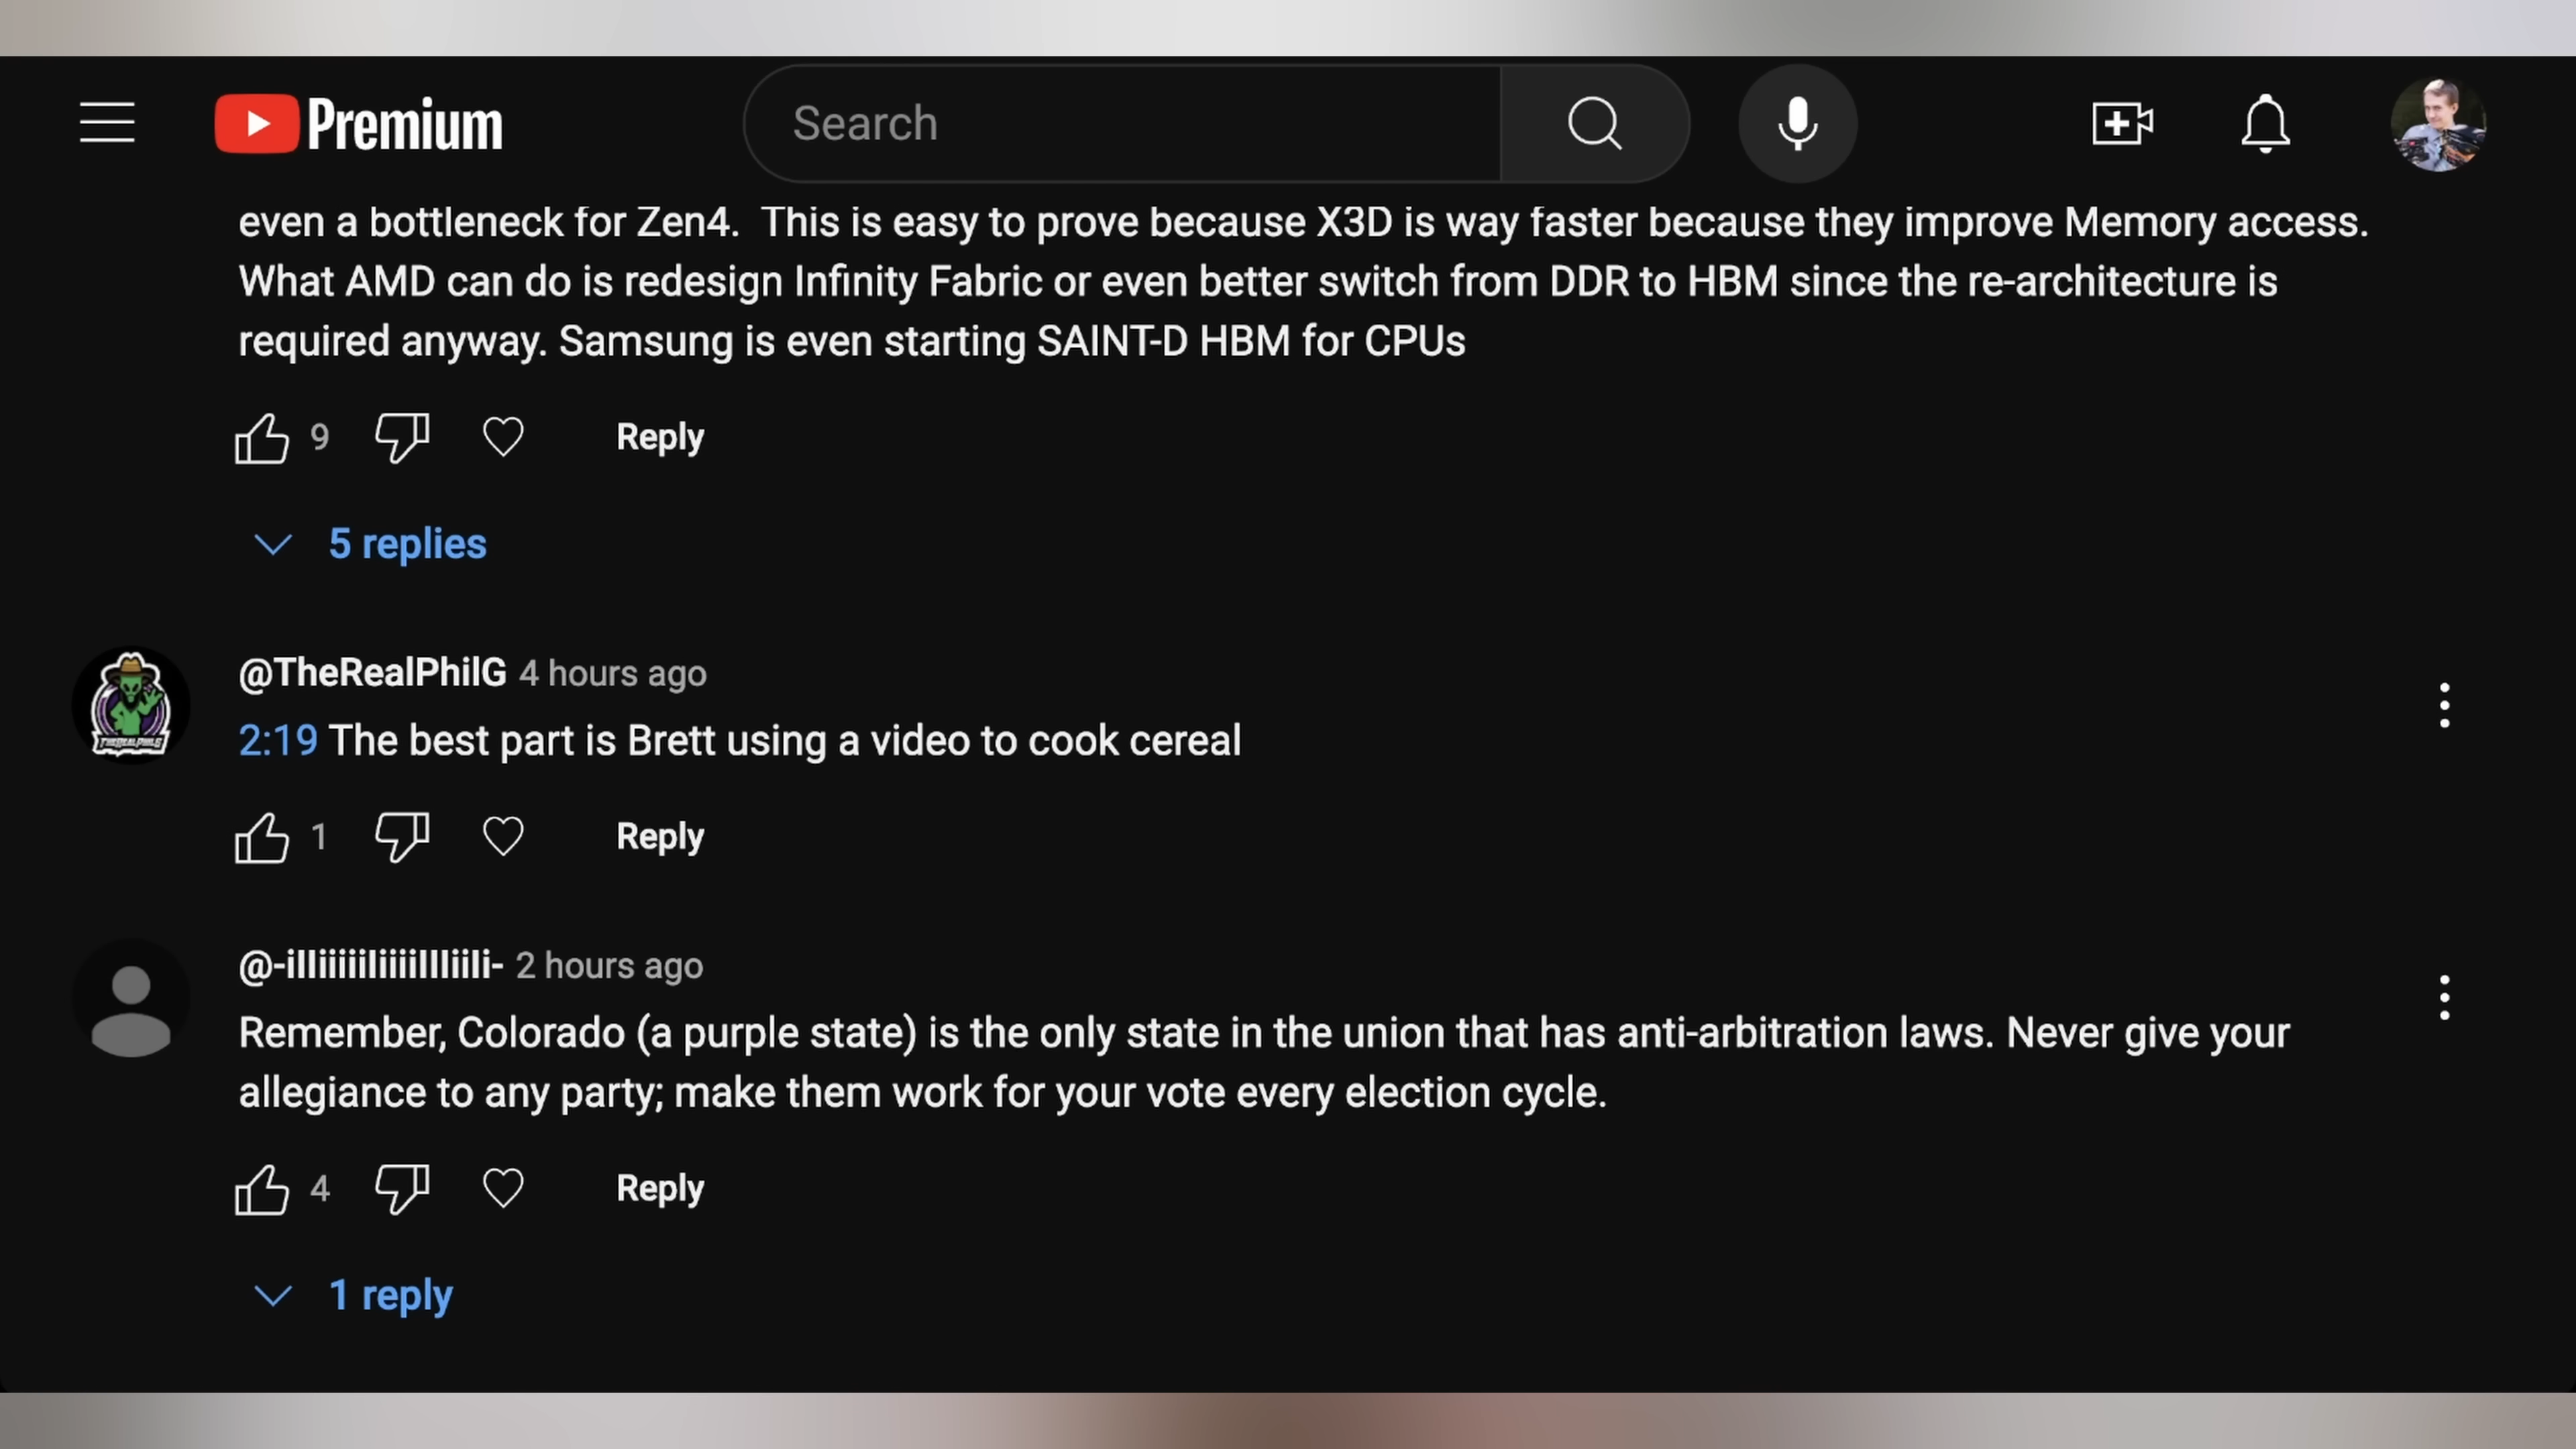 Premium
Search
even a bottleneck for Zen4.  This is easy to prove because X3D is way faster because they improve Memory access.
What AMD can do is redesign Infinity Fabric or even better switch from DDR to HBM since the re-architecture is
required anyway. Samsung is even starting SAINT-D HBM for CPUs
9
Reply
5 replies
@TheRealPhilG 4 hours ago
2:19 The best part is Brett using a video to cook cereal
THEREALPHILG
1
Reply
2 hours ago
Remember, Colorado (a purple state) is the only state in the union that has anti-arbitration laws. Never give your
allegiance to any party; make them work for your vote every election cycle.
4
Reply
1 reply